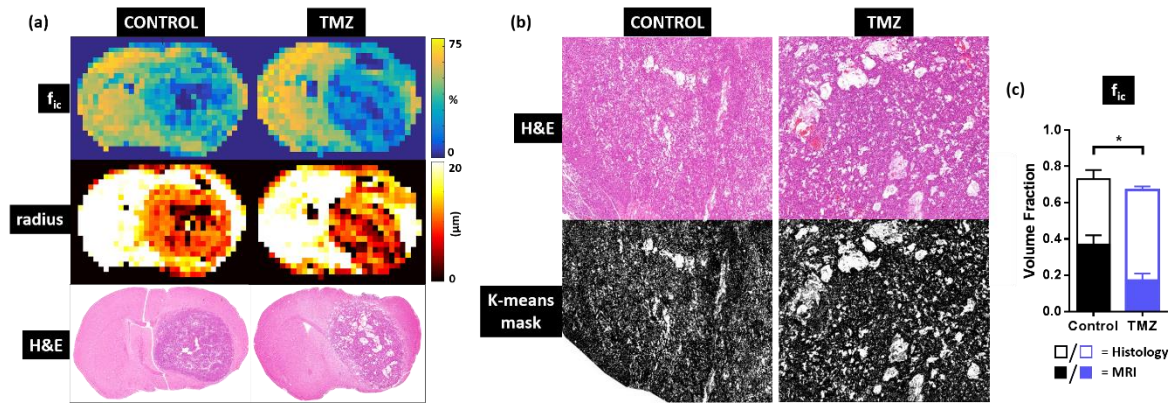 (a)
CONTROL
TMZ
f_ic
75
%
0
radius
20
(μm)
0
H&E
(b)
CONTROL
TMZ
H&E
K-means
mask
(c)
f_ic
*
Volume Fraction
1.0
0.8
0.6
0.4
0.2
0.0
Control TMZ
/ = Histology
/ = MRI